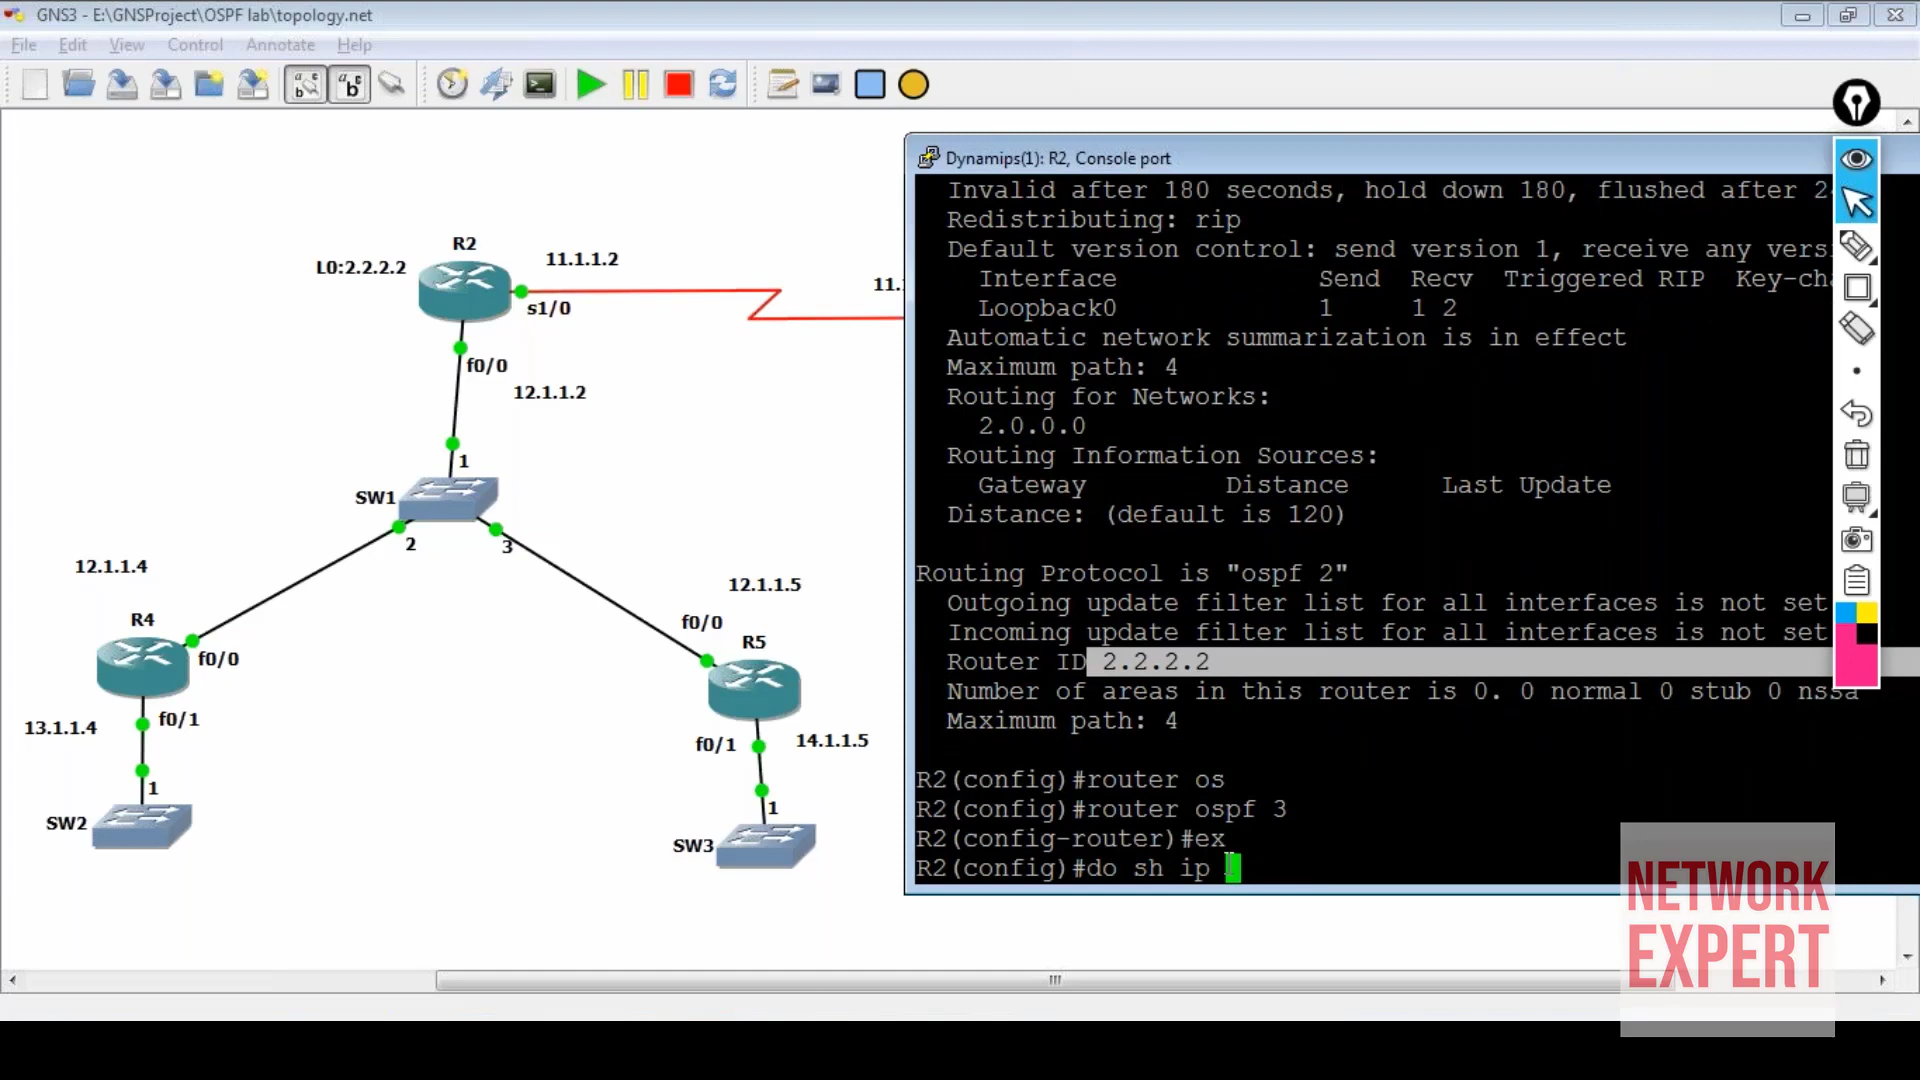 GNS3 - E:\GNSProject\OSPF lab\topology.net
File Edit View Control Annotate Help
R2
L0:2.2.2.2
11.1.1.2
s1/0
11.
f0/0
12.1.1.2
1
SW1
2
3
12.1.1.4
R4
f0/0
12.1.1.5
f0/0
R5
13.1.1.4
f0/1
f0/1
14.1.1.5
1
SW2
1
SW3
Dynamips(1): R2, Console port
Invalid after 180 seconds, hold down 180, flushed after 2
Redistributing: rip
Default version control: send version 1, receive any vers
Interface Send Recv Triggered RIP Key-cha
Loopback0 1 1 2
Automatic network summarization is in effect
Maximum path: 4
Routing for Networks:
2.0.0.0
Routing Information Sources:
Gateway Distance Last Update
Distance: (default is 120)
Routing Protocol is "ospf 2"
Outgoing update filter list for all interfaces is not set
Incoming update filter list for all interfaces is not set
Router ID 2.2.2.2
Number of areas in this router is 0. 0 normal 0 stub 0 nssa
Maximum path: 4
R2(config)#router os
R2(config)#router ospf 3
R2(config-router)#ex
R2(config)#do sh ip
NETWORK
EXPERT